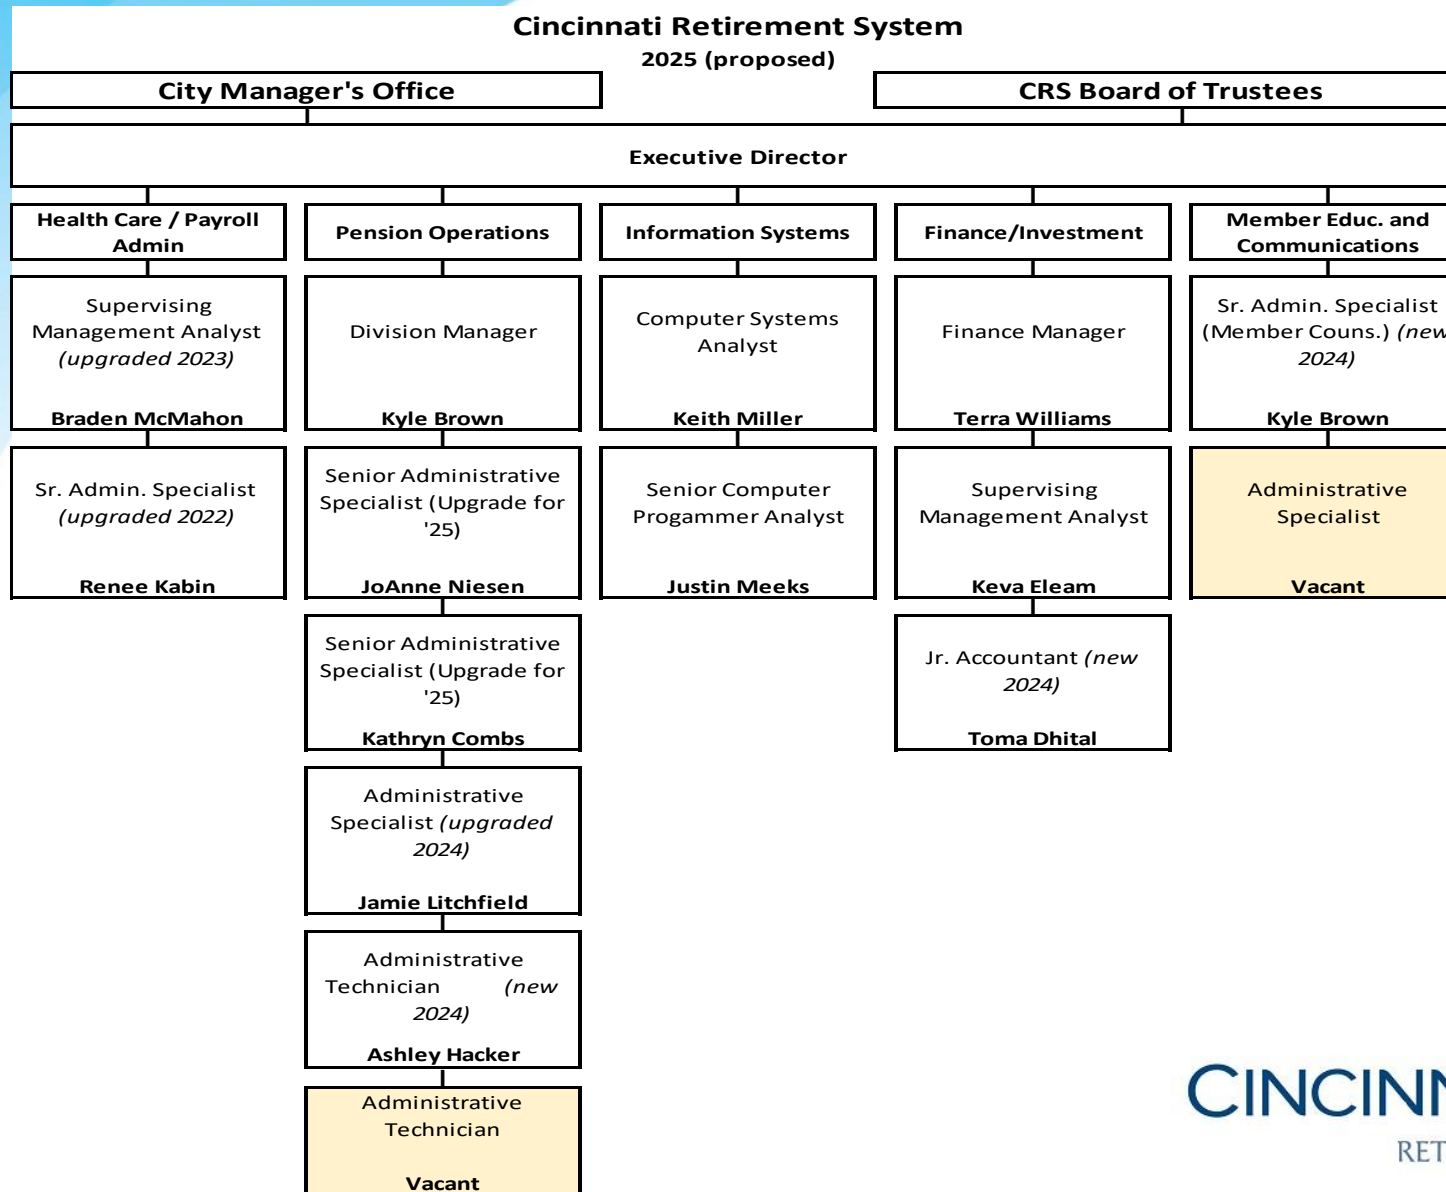 Cincinnati Retirement System
2025 (proposed)
City Manager's Office
CRS Board of Trustees
Executive Director
Health Care / Payroll
Admin
Pension Operations
Information Systems
Finance/Investment
Member Educ. and
Communications
Supervising
Management Analyst
(upgraded 2023)
Braden McMahon
Division Manager
Kyle Brown
Computer Systems
Analyst
Keith Miller
Finance Manager
Terra Williams
Sr. Admin. Specialist
(Member Couns.) (new
2024)
Kyle Brown
Sr. Admin. Specialist
(upgraded 2022)
Renee Kabin
Senior Administrative
Specialist (Upgrade for
'25)
JoAnne Niesen
Senior Computer
Progammer Analyst
Justin Meeks
Supervising
Management Analyst
Keva Eleam
Administrative
Specialist
Vacant
Senior Administrative
Specialist (Upgrade for
'25)
Kathryn Combs
Jr. Accountant (new
2024)
Toma Dhital
Administrative
Specialist (upgraded
2024)
Jamie Litchfield
Administrative
Technician (new
2024)
Ashley Hacker
Administrative
Technician
Vacant
CINCINN
RET